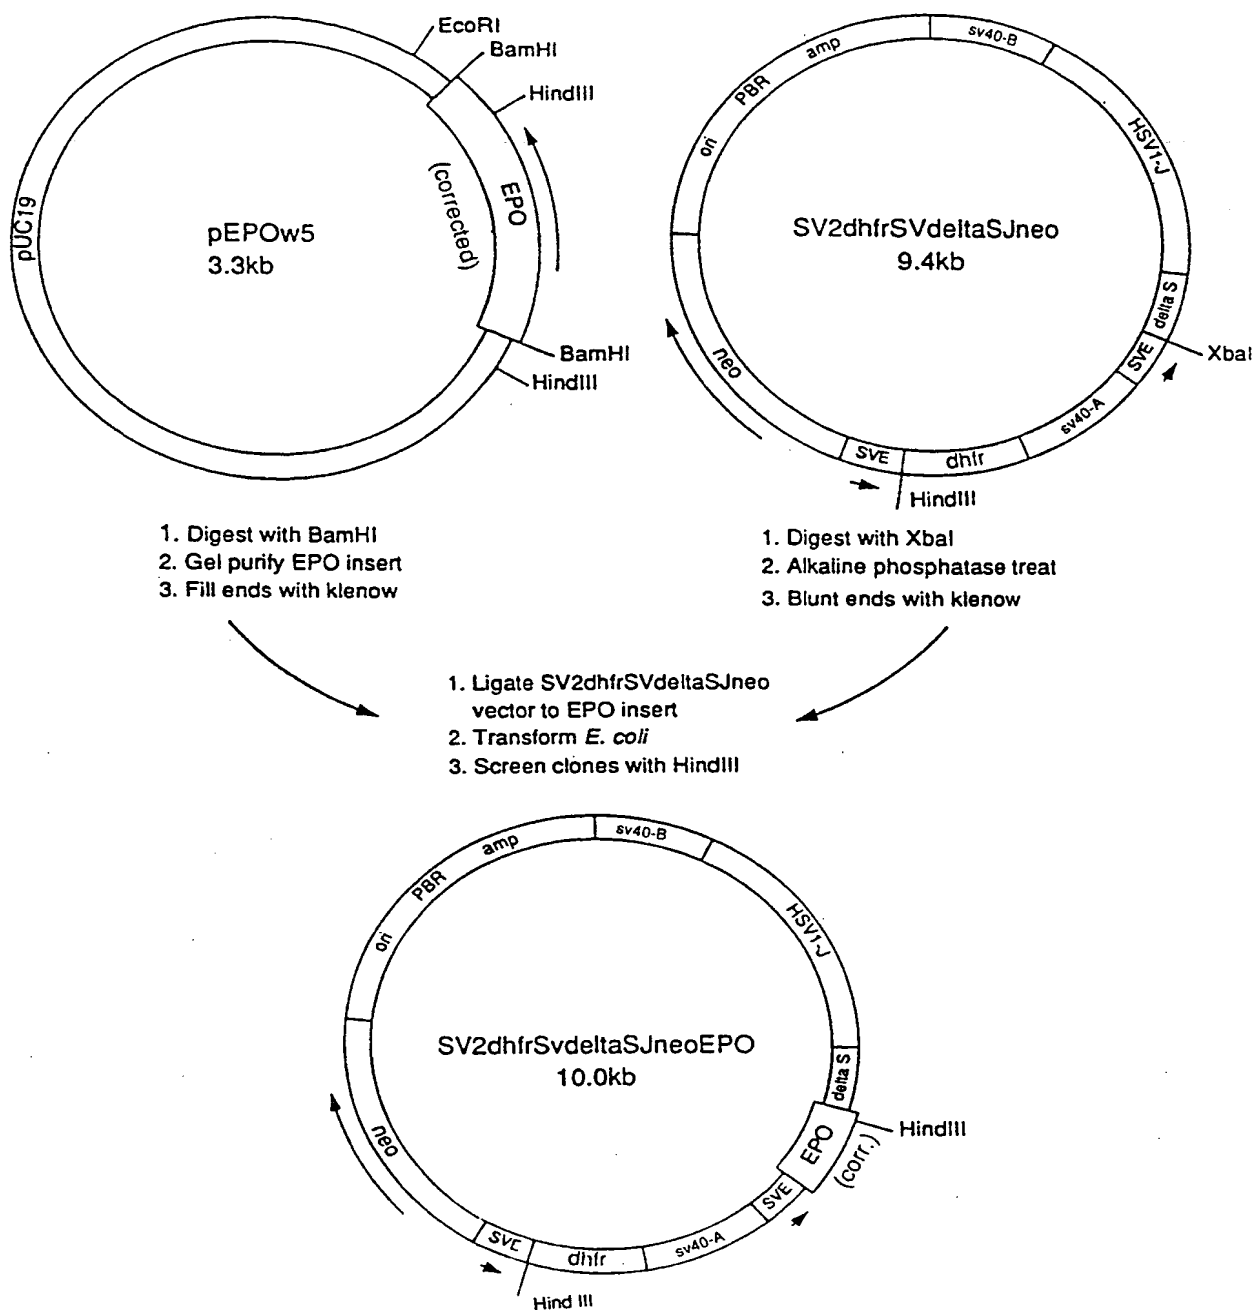 EcoRI
BamHI
HindIII
EPO
(corrected)
pUC19
pEPOw5
3.3kb
BamHI
HindIII
sv40-B
amp
PBR
ori
HSV1-J
SV2dhfrSVdeltaSJneo
9.4kb
delta S
XbaI
SVE
sv40-A
neo
SVE
dhfr
HindIII
1. Digest with BamHI
2. Gel purify EPO insert
3. Fill ends with klenow
1. Digest with XbaI
2. Alkaline phosphatase treat
3. Blunt ends with klenow
1. Ligate SV2dhfrSVdeltaSJneo
vector to EPO insert
2. Transform E. coli
3. Screen clones with HindIII
sv40-B
amp
PBR
ori
HSV1-J
SV2dhfrSvdeltaSJneoEPO
10.0kb
delta S
HindIII
EPO
(corr.)
SVE
neo
sv40-A
SVE
dhfr
Hind III